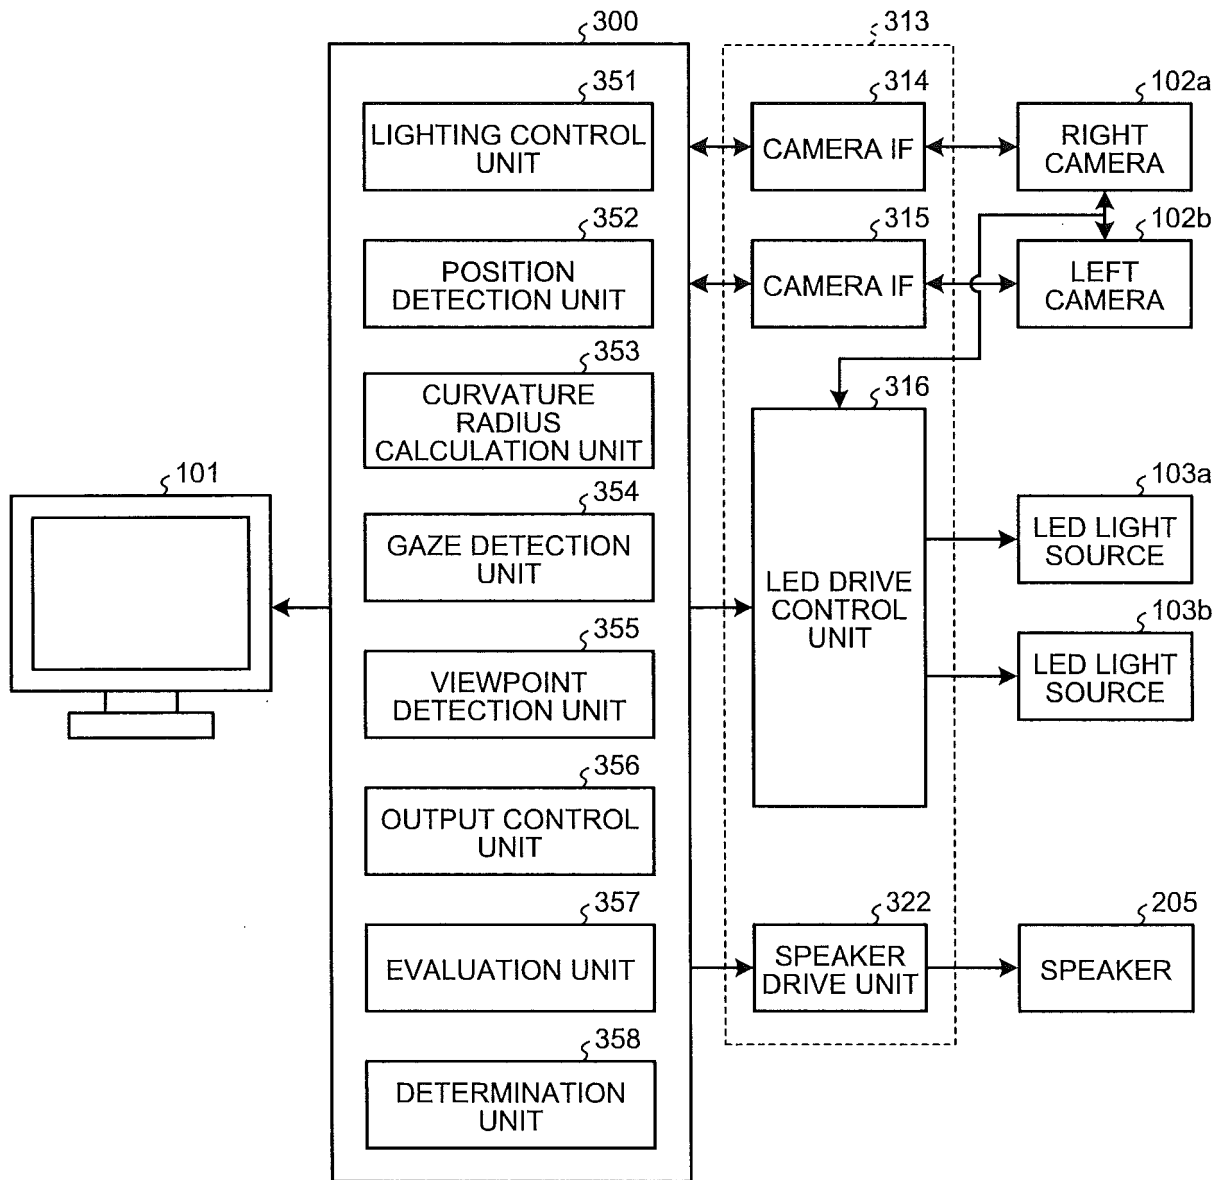 300
313
351
LIGHTING CONTROL
UNIT
314
CAMERA IF
102a
RIGHT
CAMERA
352
POSITION
DETECTION UNIT
315
CAMERA IF
102b
LEFT
CAMERA
353
CURVATURE
RADIUS
CALCULATION UNIT
316
LED DRIVE
CONTROL
UNIT
101
354
GAZE DETECTION
UNIT
103a
LED LIGHT
SOURCE
355
VIEWPOINT
DETECTION UNIT
103b
LED LIGHT
SOURCE
356
OUTPUT CONTROL
UNIT
357
EVALUATION UNIT
322
SPEAKER
DRIVE UNIT
205
SPEAKER
358
DETERMINATION
UNIT